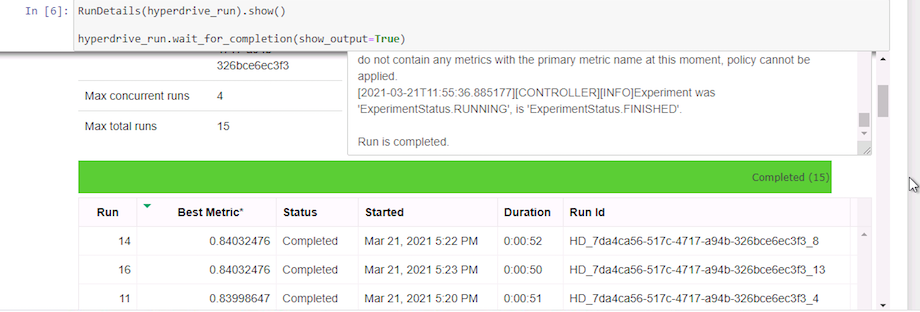 In [6]: RunDetails(hyperdrive_run).show()
hyperdrive_run.wait_for_completion(show_output=True)
326bce6ec3f3
Max concurrent runs 4
Max total runs 15
do not contain any metrics with the primary metric name at this moment, policy cannot be
applied.
[2021-03-21T11:55:36.885177][CONTROLLER][INFO]Experiment was
'ExperimentStatus.RUNNING', is 'ExperimentStatus.FINISHED'.
Run is completed.
Completed (15)
Run Best Metric* Status Started Duration Run Id
14 0.84032476 Completed Mar 21, 2021 5:22 PM 0:00:52 HD_7da4ca56-517c-4717-a94b-326bce6ec3f3_8
16 0.84032476 Completed Mar 21, 2021 5:23 PM 0:00:50 HD_7da4ca56-517c-4717-a94b-326bce6ec3f3_13
11 0.83998647 Completed Mar 21, 2021 5:20 PM 0:00:51 HD_7da4ca56-517c-4717-a94b-326bce6ec3f3_4